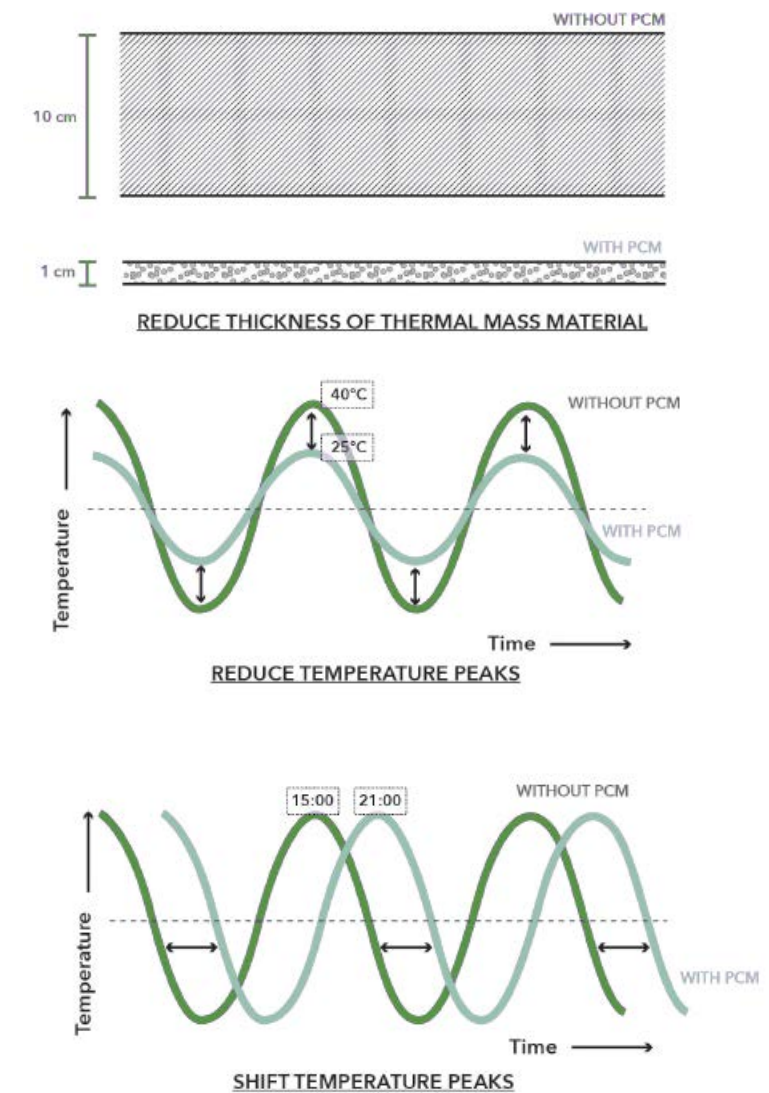 WITHOUT PCM
10 cm
WITH PCM
1 cm
REDUCE THICKNESS OF THERMAL MASS MATERIAL
40°C
WITHOUT PCM
25°C
WITH PCM
Temperature
Time
REDUCE TEMPERATURE PEAKS
WITHOUT PCM
15:00 21:00
WITH PCM
Temperature
Time
SHIFT TEMPERATURE PEAKS